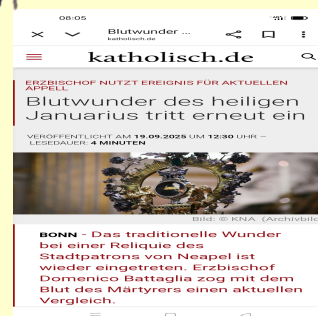 08:05
Blutwunder ...
katholisch.de
katholisch.de
ERZBISCHOF NUTZT EREIGNIS FÜR AKTUELLEN
APPELL
Blutwunder des heiligen
Januarius tritt erneut ein
VERÖFFENTLICHT AM 19.09.2025 UM 12:30 UHR –
LESEDAUER: 4 MINUTEN
Bild: © KNA (Archivbild
BONN - Das traditionelle Wunder
bei einer Reliquie des
Stadtpatrons von Neapel ist
wieder eingetreten. Erzbischof
Domenico Battaglia zog mit dem
Blut des Märtyrers einen aktuellen
Vergleich.